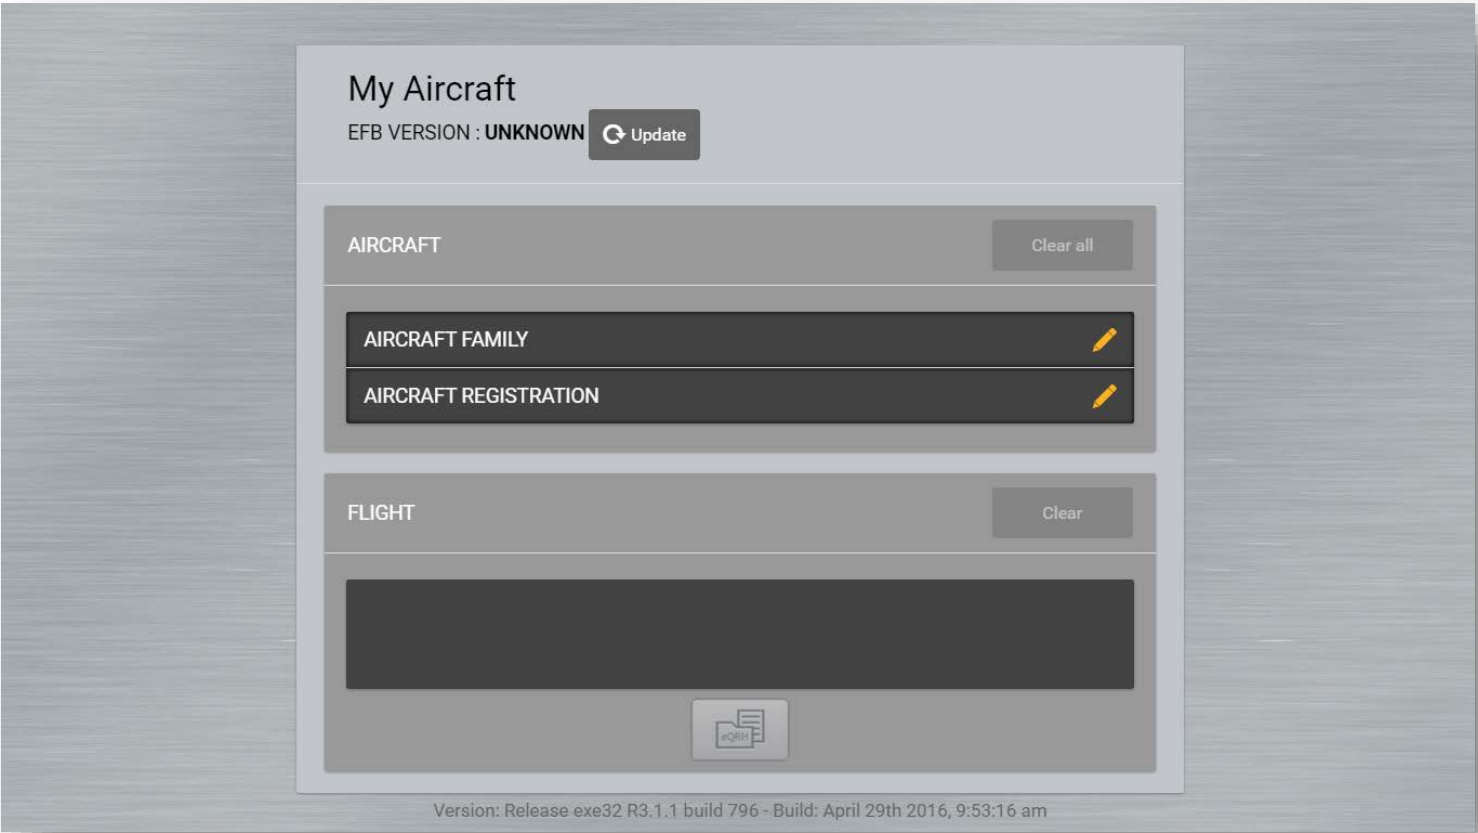 My Aircraft
EFB VERSION : UNKNOWN Update
AIRCRAFT Clear all
AIRCRAFT FAMILY
AIRCRAFT REGISTRATION
FLIGHT Clear
eQRH
Version: Release exe32 R3.1.1 build 796 - Build: April 29th 2016, 9:53:16 am